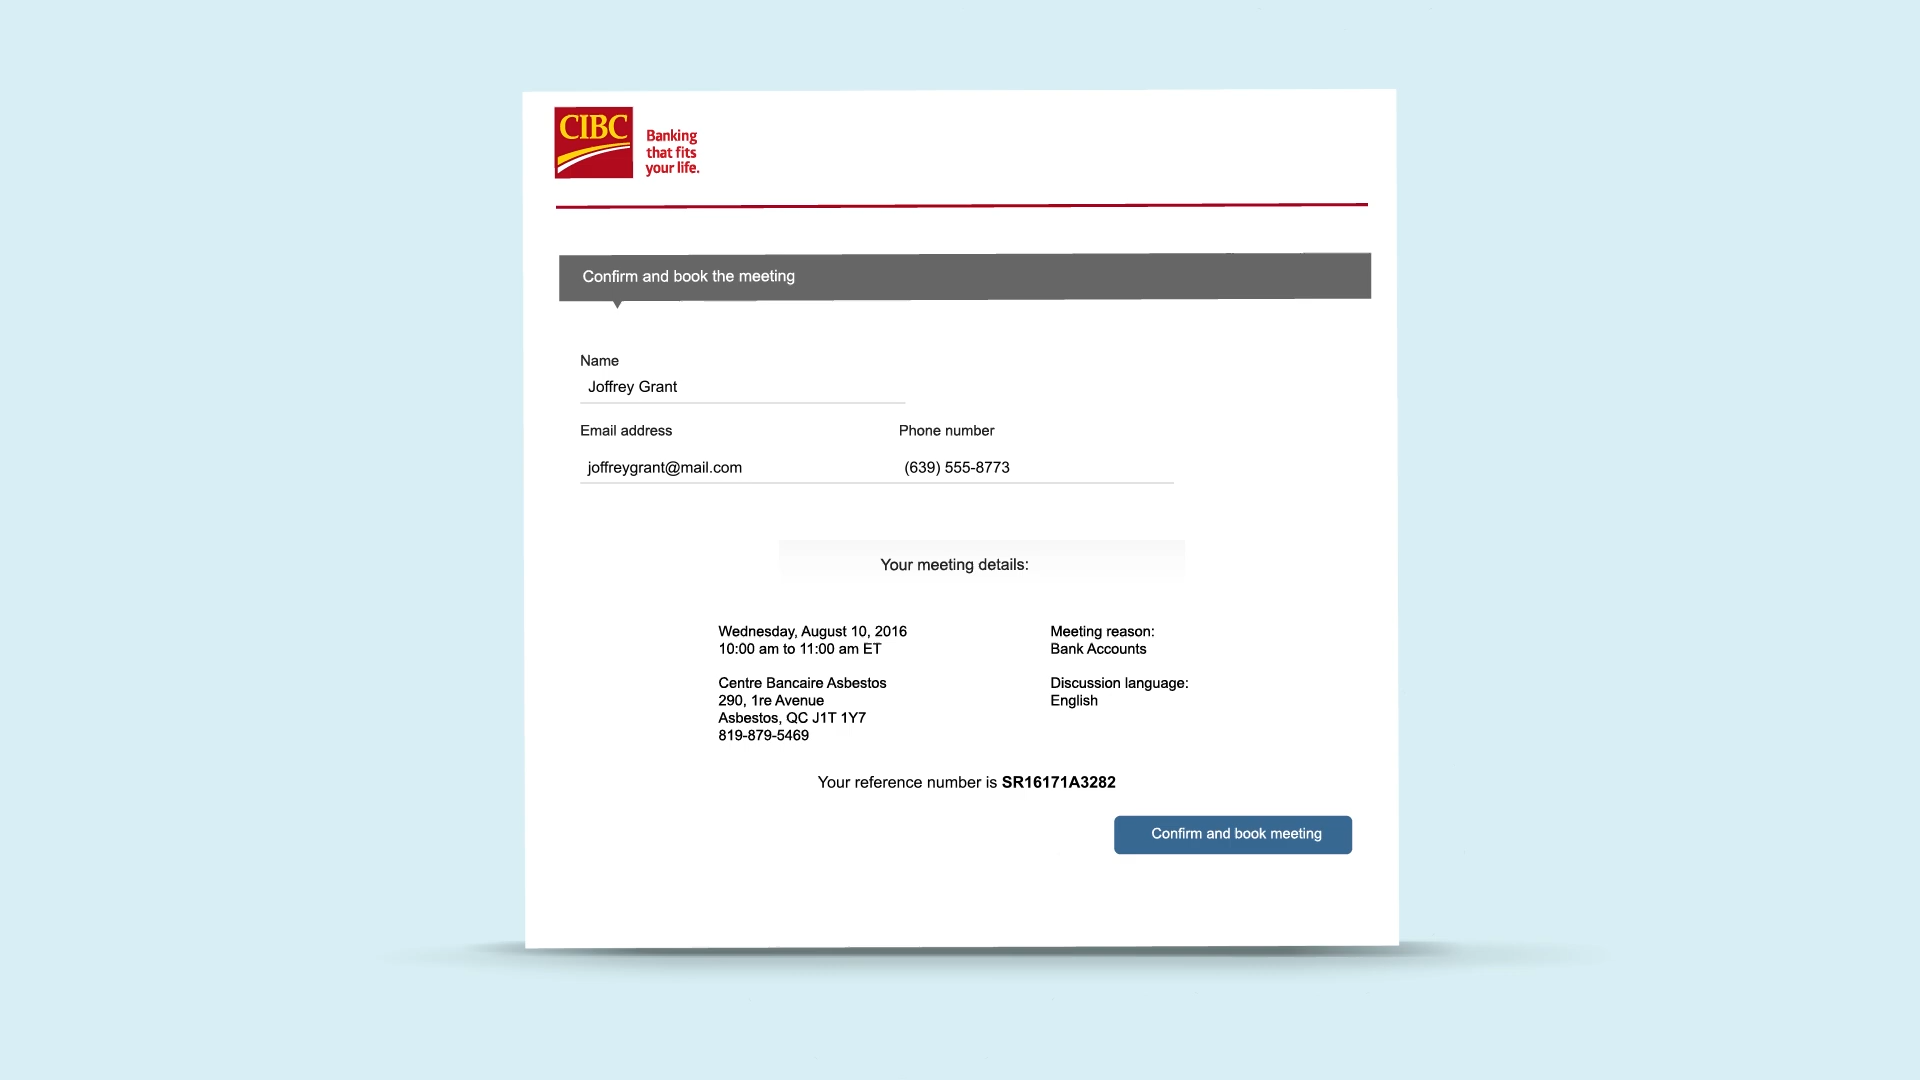 CIBC
Banking
that fits
your life.
Confirm and book the meeting
Name
Joffrey Grant
Email address
Phone number
joffreygrant@mail.com
(639) 555-8773
Your meeting details:
Wednesday, August 10, 2016
10:00 am to 11:00 am ET
Centre Bancaire Asbestos
290, 1re Avenue
Asbestos, QC J1T 1Y7
819-879-5469
Meeting reason:
Bank Accounts
Discussion language:
English
Your reference number is SR16171A3282
Confirm and book meeting